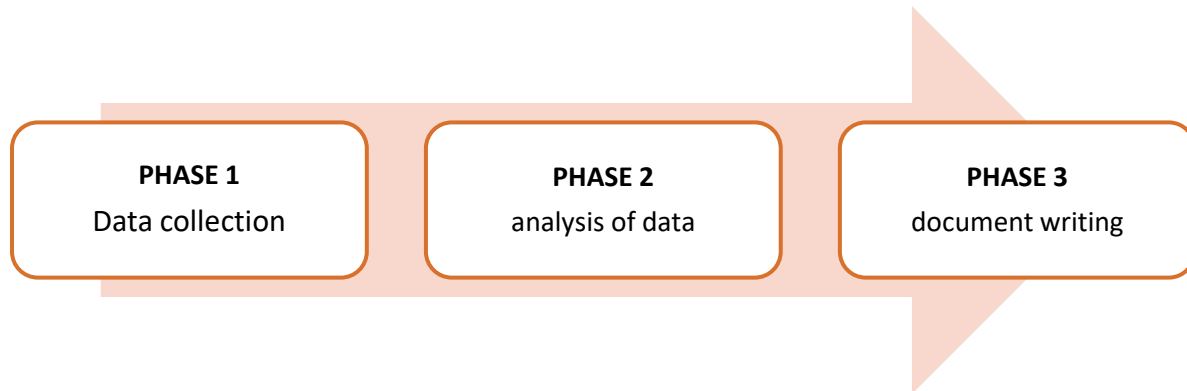 PHASE 1
Data collection
PHASE 2
analysis of data
PHASE 3
document writing